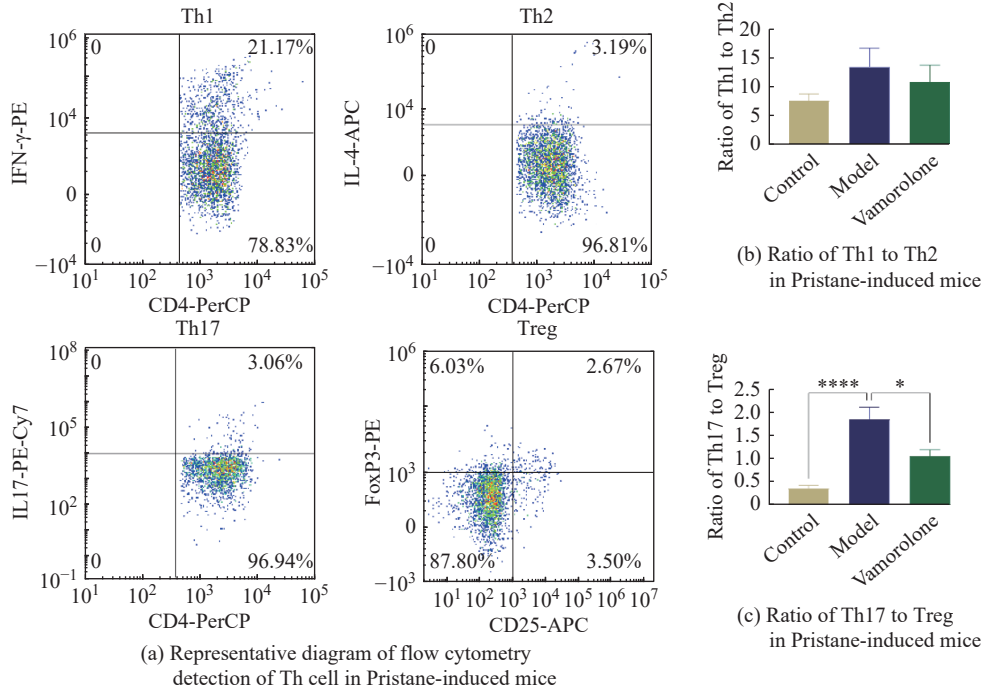 Th1
10^6
10^4
0
−10^4
IFN-γ-PE
0
21.17%
0
78.83%
10^1 10^2 10^3 10^4 10^5
CD4-PerCP
Th2
10^6
10^4
0
−10^4
IL-4-APC
0
3.19%
0
96.81%
10^1 10^2 10^3 10^4 10^5
CD4-PerCP
Th17
10^8
10^5
10^2
10^−1
IL17-PE-Cy7
0
3.06%
0
96.94%
10^1 10^2 10^3 10^4 10^5
CD4-PerCP
Treg
10^6
10^3
0
−10^3
FoxP3-PE
6.03%
2.67%
87.80%
3.50%
10^1 10^2 10^3 10^4 10^5 10^6 10^7
CD25-APC
(a) Representative diagram of flow cytometry
detection of Th cell in Pristane-induced mice
Ratio of Th1 to Th2
20
15
10
5
0
Control
Model
Vamorolone
(b) Ratio of Th1 to Th2
in Pristane-induced mice
Ratio of Th17 to Treg
2.5
2.0
1.5
1.0
0.5
0
**** *
Control
Model
Vamorolone
(c) Ratio of Th17 to Treg
in Pristane-induced mice